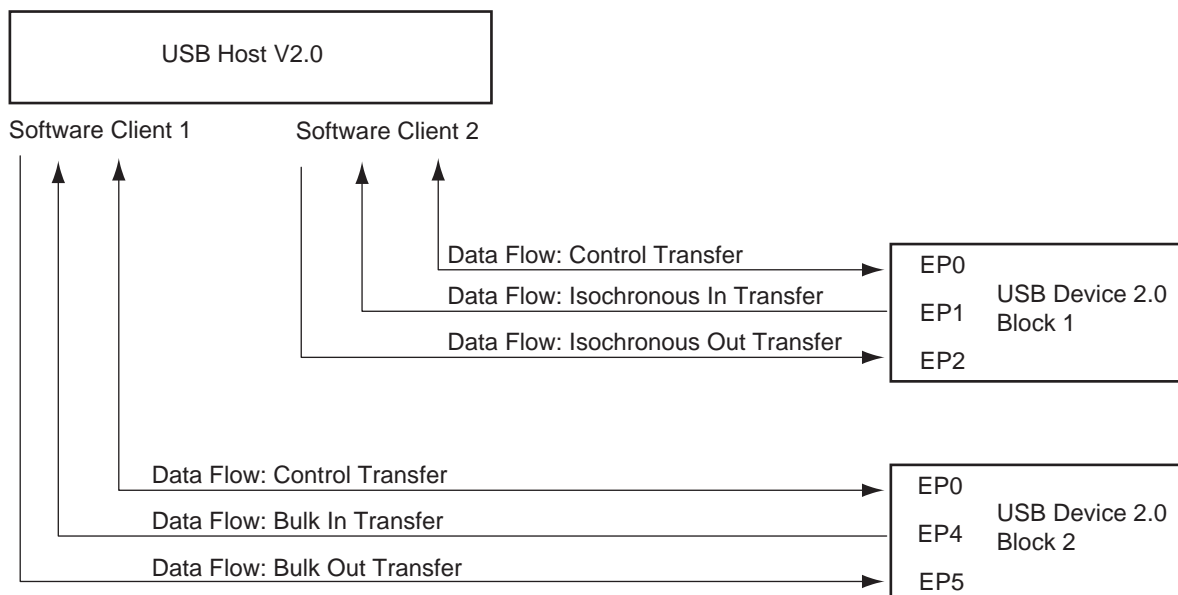 USB Host V2.0
Software Client 1
Software Client 2
Data Flow: Control Transfer
Data Flow: Isochronous In Transfer
Data Flow: Isochronous Out Transfer
EP0
EP1
EP2
USB Device 2.0
Block 1
Data Flow: Control Transfer
Data Flow: Bulk In Transfer
Data Flow: Bulk Out Transfer
EP0
EP4
EP5
USB Device 2.0
Block 2